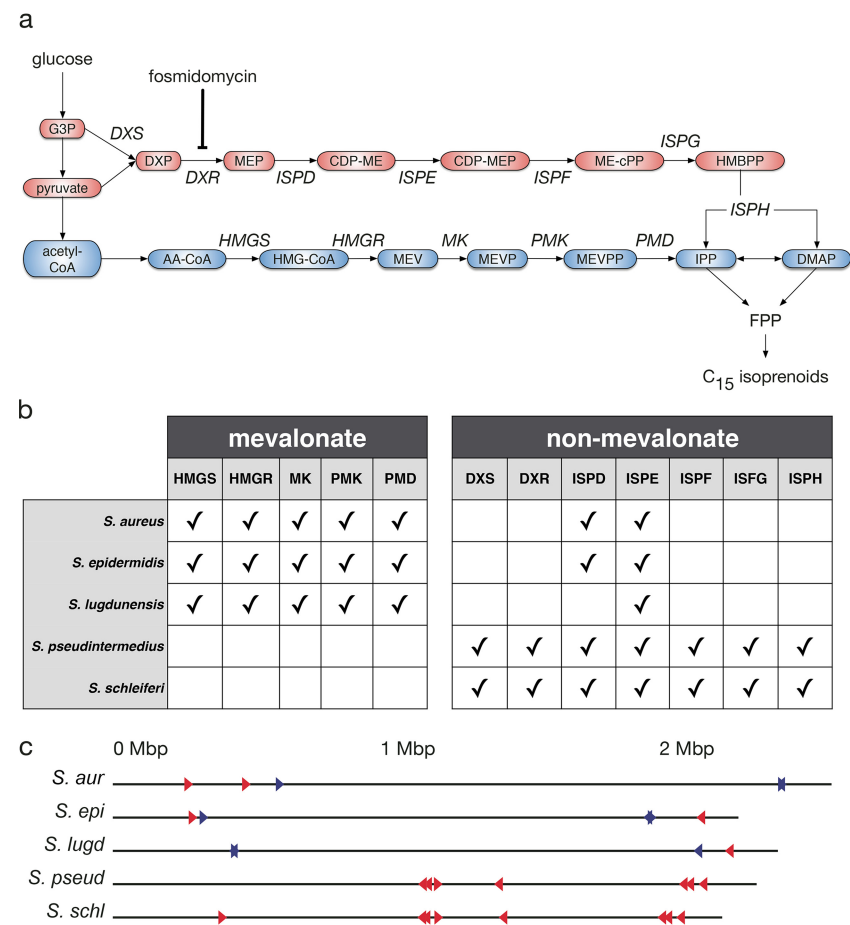 a
glucose
fosmidomycin
G3P
DXS
ISPG
DXP
MEP
CDP-ME
CDP-MEP
ME-cPP
HMBPP
DXR
ISPD
ISPE
ISPF
pyruvate
ISPH
HMGS
HMGR
MK
PMK
PMD
acetyl-
CoA
AA-CoA
HMG-CoA
MEV
MEVP
MEVPP
IPP
DMAP
FPP
C15 isoprenoids
b
mevalonate non-mevalonate
HMGS HMGR MK PMK PMD DXS DXR ISPD ISPE ISPF ISFG ISPH
S. aureus ✓ ✓ ✓ ✓ ✓ ✓ ✓
S. epidermidis ✓ ✓ ✓ ✓ ✓ ✓ ✓
S. lugdunensis ✓ ✓ ✓ ✓ ✓ ✓
S. pseudintermedius ✓ ✓ ✓ ✓ ✓ ✓ ✓
S. schleiferi ✓ ✓ ✓ ✓ ✓ ✓ ✓
c 0 Mbp 1 Mbp 2 Mbp
S. aur
S. epi
S. lugd
S. pseud
S. schl